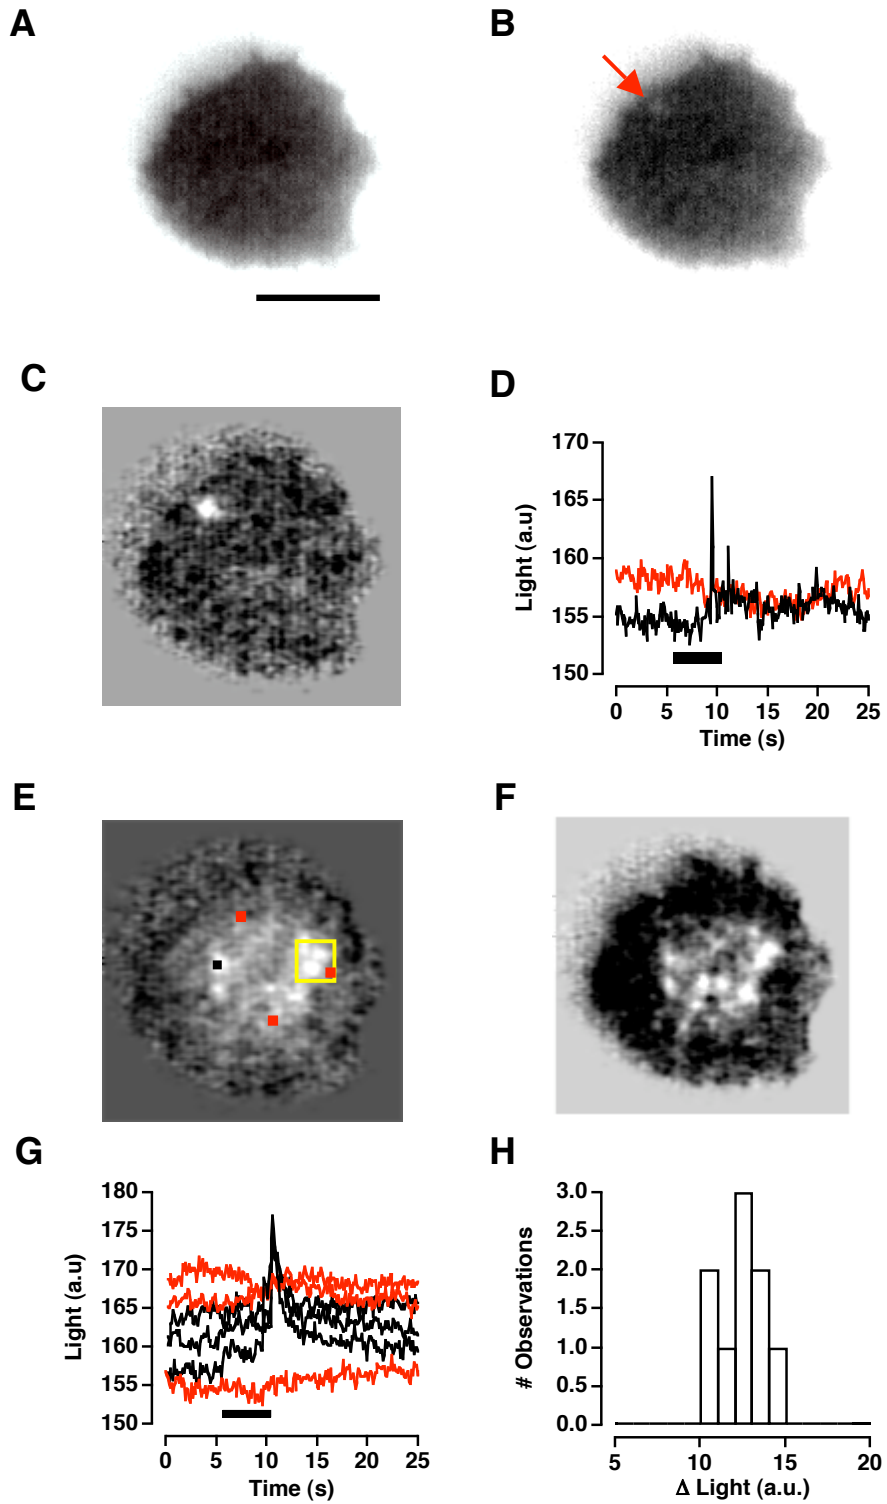 A
B
C
D
170
165
160
155
150
Light (a.u)
0 5 10 15 20 25
Time (s)
E
F
G
180
170
165
160
155
150
Light (a.u)
0 5 10 15 20 25
Time (s)
H
3.0
2.5
2.0
1.5
1.0
0.5
0.0
# Observations
5 10 15 20
Δ Light (a.u.)